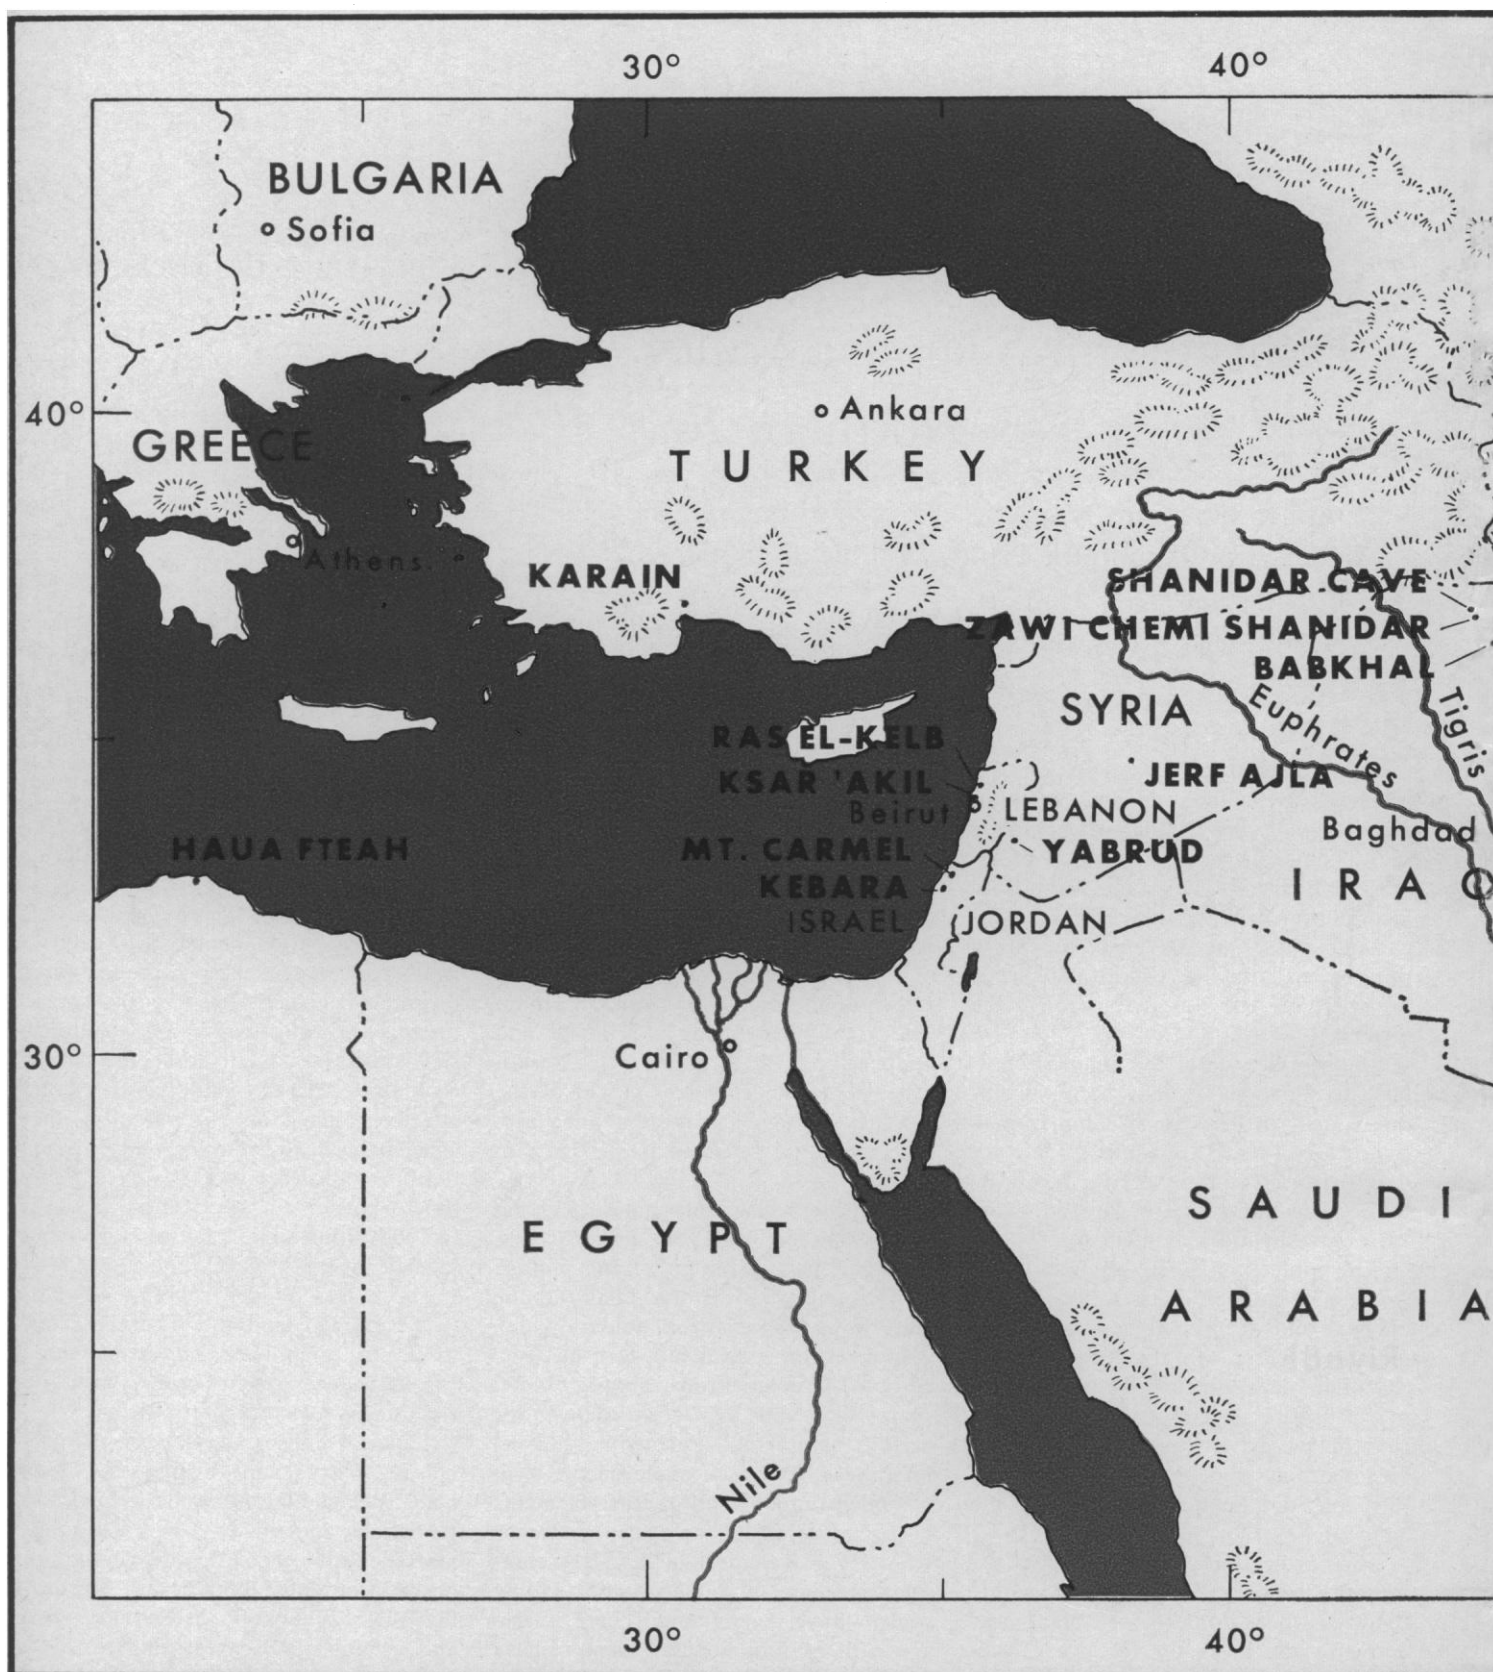 30° 40°
BULGARIA
Sofia
40°
Ankara
GREECE
TURKEY
Athens
KARAIN
SHANIDAR CAVE
ZAWI CHEMI SHANIDAR
BABKHAL
SYRIA
Euphrates
Tigris
RAS EL-KELB
KSAR 'AKIL
JERF AJLA
Beirut
LEBANON
Baghdad
HAUA FTEAH
MT. CARMEL
YABRUD
KEBARA
IRAQ
ISRAEL
JORDAN
30°
Cairo
SAUDI
EGYPT
ARABIA
Nile
30° 40°